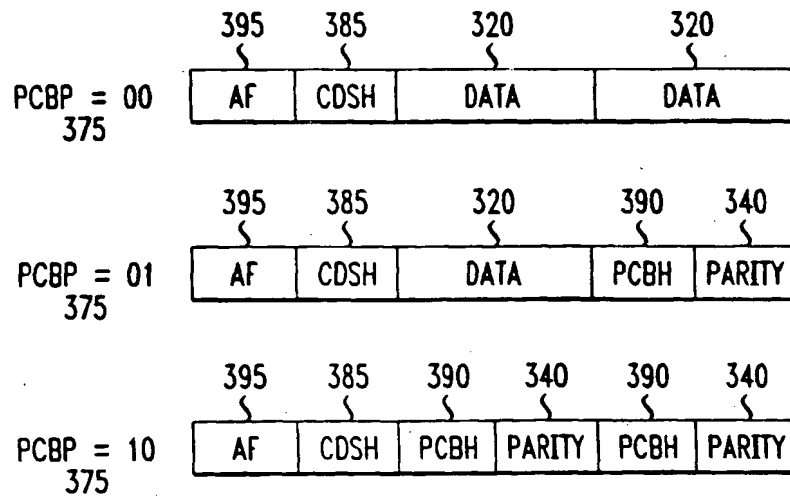 395 385 320 320
PCBP = 00 AF CDSH DATA DATA
375
395 385 320 390 340
PCBP = 01 AF CDSH DATA PCBH PARITY
375
395 385 390 340 390 340
PCBP = 10 AF CDSH PCBH PARITY PCBH PARITY
375